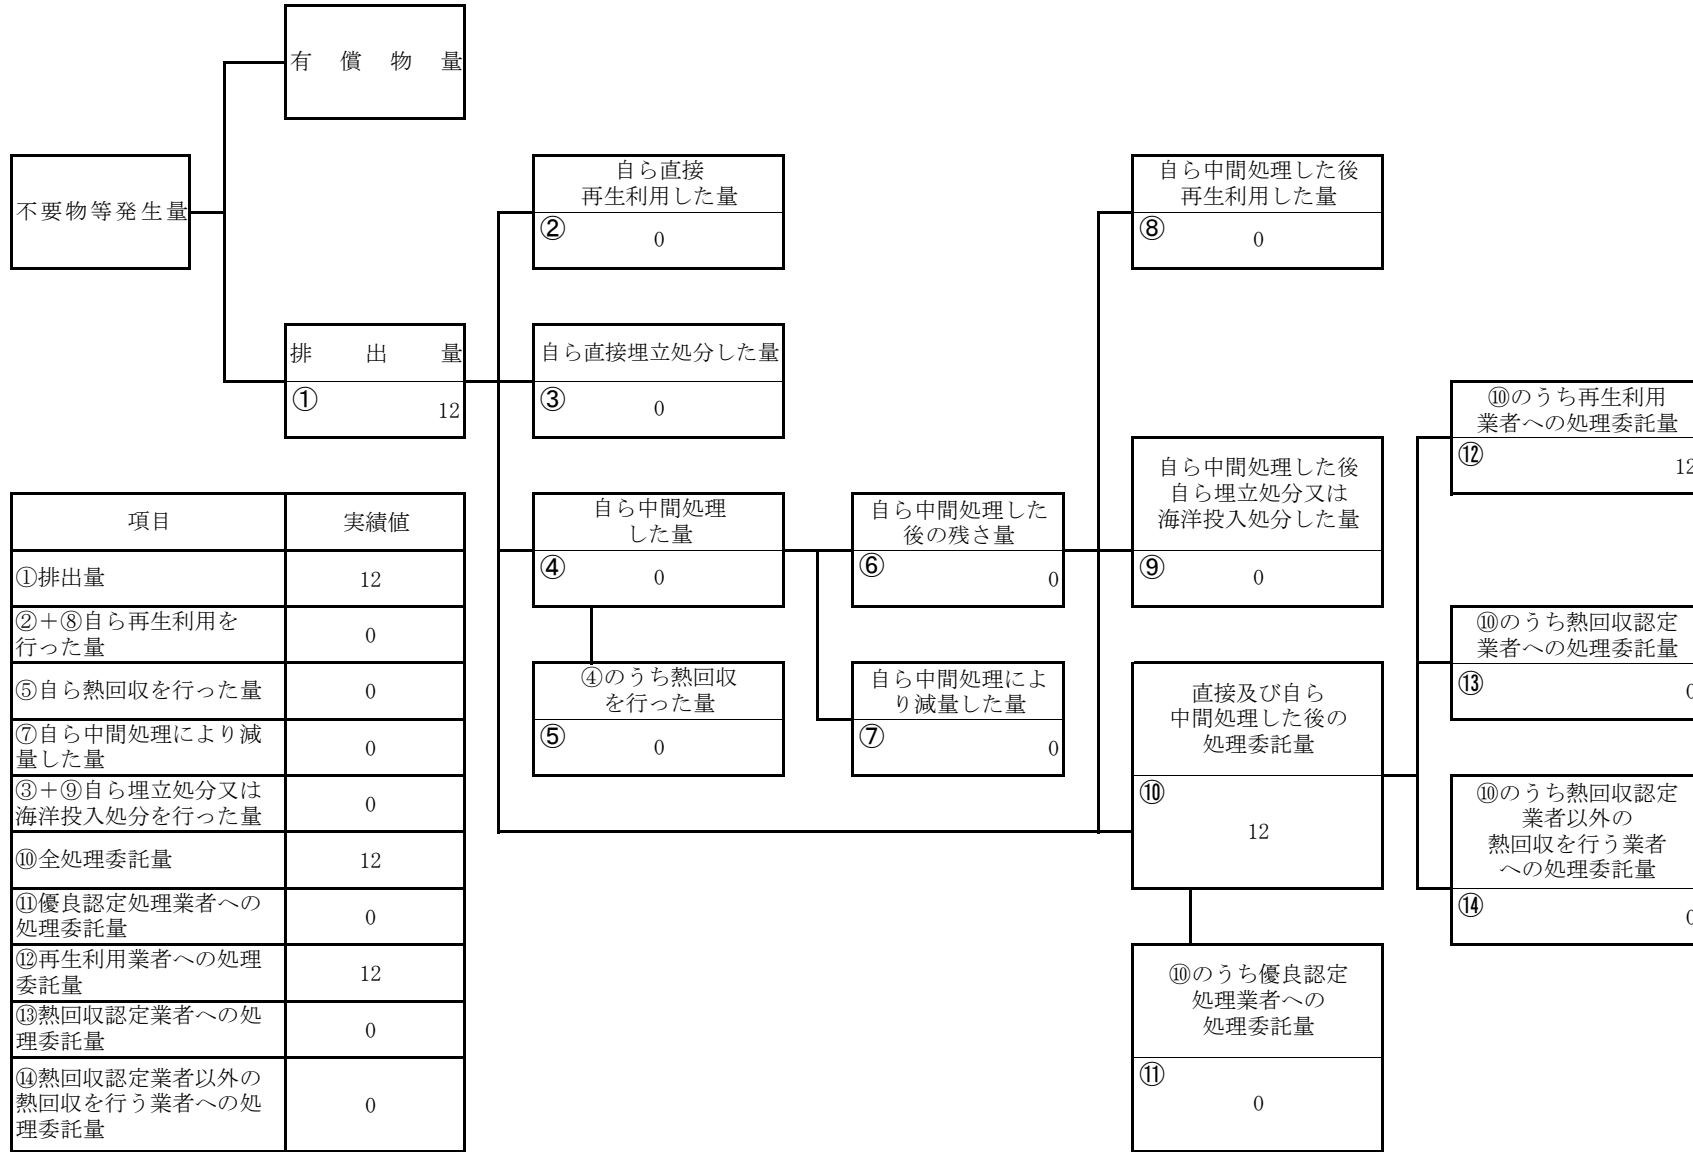 有償物量
不要物等発生量
自ら直接
再生利用した量
② 0
自ら中間処理した後
再生利用した量
⑧ 0
排出量
① 12
自ら直接埋立処分した量
③ 0
⑩のうち再生利用
業者への処理委託量
⑫ 12
自ら中間処理した後
自ら埋立処分又は
海洋投入処分した量
⑨ 0
自ら中間処理
した量
④ 0
自ら中間処理した
後の残さ量
⑥ 0
⑩のうち熱回収認定
業者への処理委託量
⑬ 0
④のうち熱回収
を行った量
⑤ 0
自ら中間処理によ
り減量した量
⑦ 0
直接及び自ら
中間処理した後の
処理委託量
⑩
12
⑩のうち熱回収認定
業者以外の
熱回収を行う業者
への処理委託量
⑭ 0
⑩のうち優良認定
処理業者への
処理委託量
⑪
0
項目 実績値
①排出量 12
②+⑧自ら再生利用を
行った量 0
⑤自ら熱回収を行った量 0
⑦自ら中間処理により減
量した量 0
③+⑨自ら埋立処分又は
海洋投入処分を行った量 0
⑩全処理委託量 12
⑪優良認定処理業者への
処理委託量 0
⑫再生利用業者への処理
委託量 12
⑬熱回収認定業者への処
理委託量 0
⑭熱回収認定業者以外の
熱回収を行う業者への処
理委託量 0